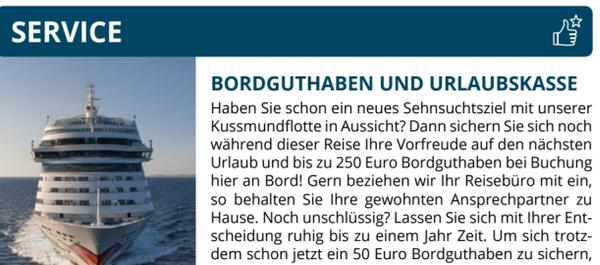 SERVICE
BORDGUTHABEN UND URLAUBSKASSE
Haben Sie schon ein neues Sehnsuchtsziel mit unserer
Kussmundflotte in Aussicht? Dann sichern Sie sich noch
während dieser Reise Ihre Vorfreude auf den nächsten
Urlaub und bis zu 250 Euro Bordguthaben bei Buchung
hier an Bord! Gern beziehen wir Ihr Reisebüro mit ein,
so behalten Sie Ihre gewohnten Ansprechpartner zu
Hause. Noch unschlüssig? Lassen Sie sich mit Ihrer Ent-
scheidung ruhig bis zu einem Jahr Zeit. Um sich trotz-
dem schon jetzt ein 50 Euro Bordguthaben zu sichern,